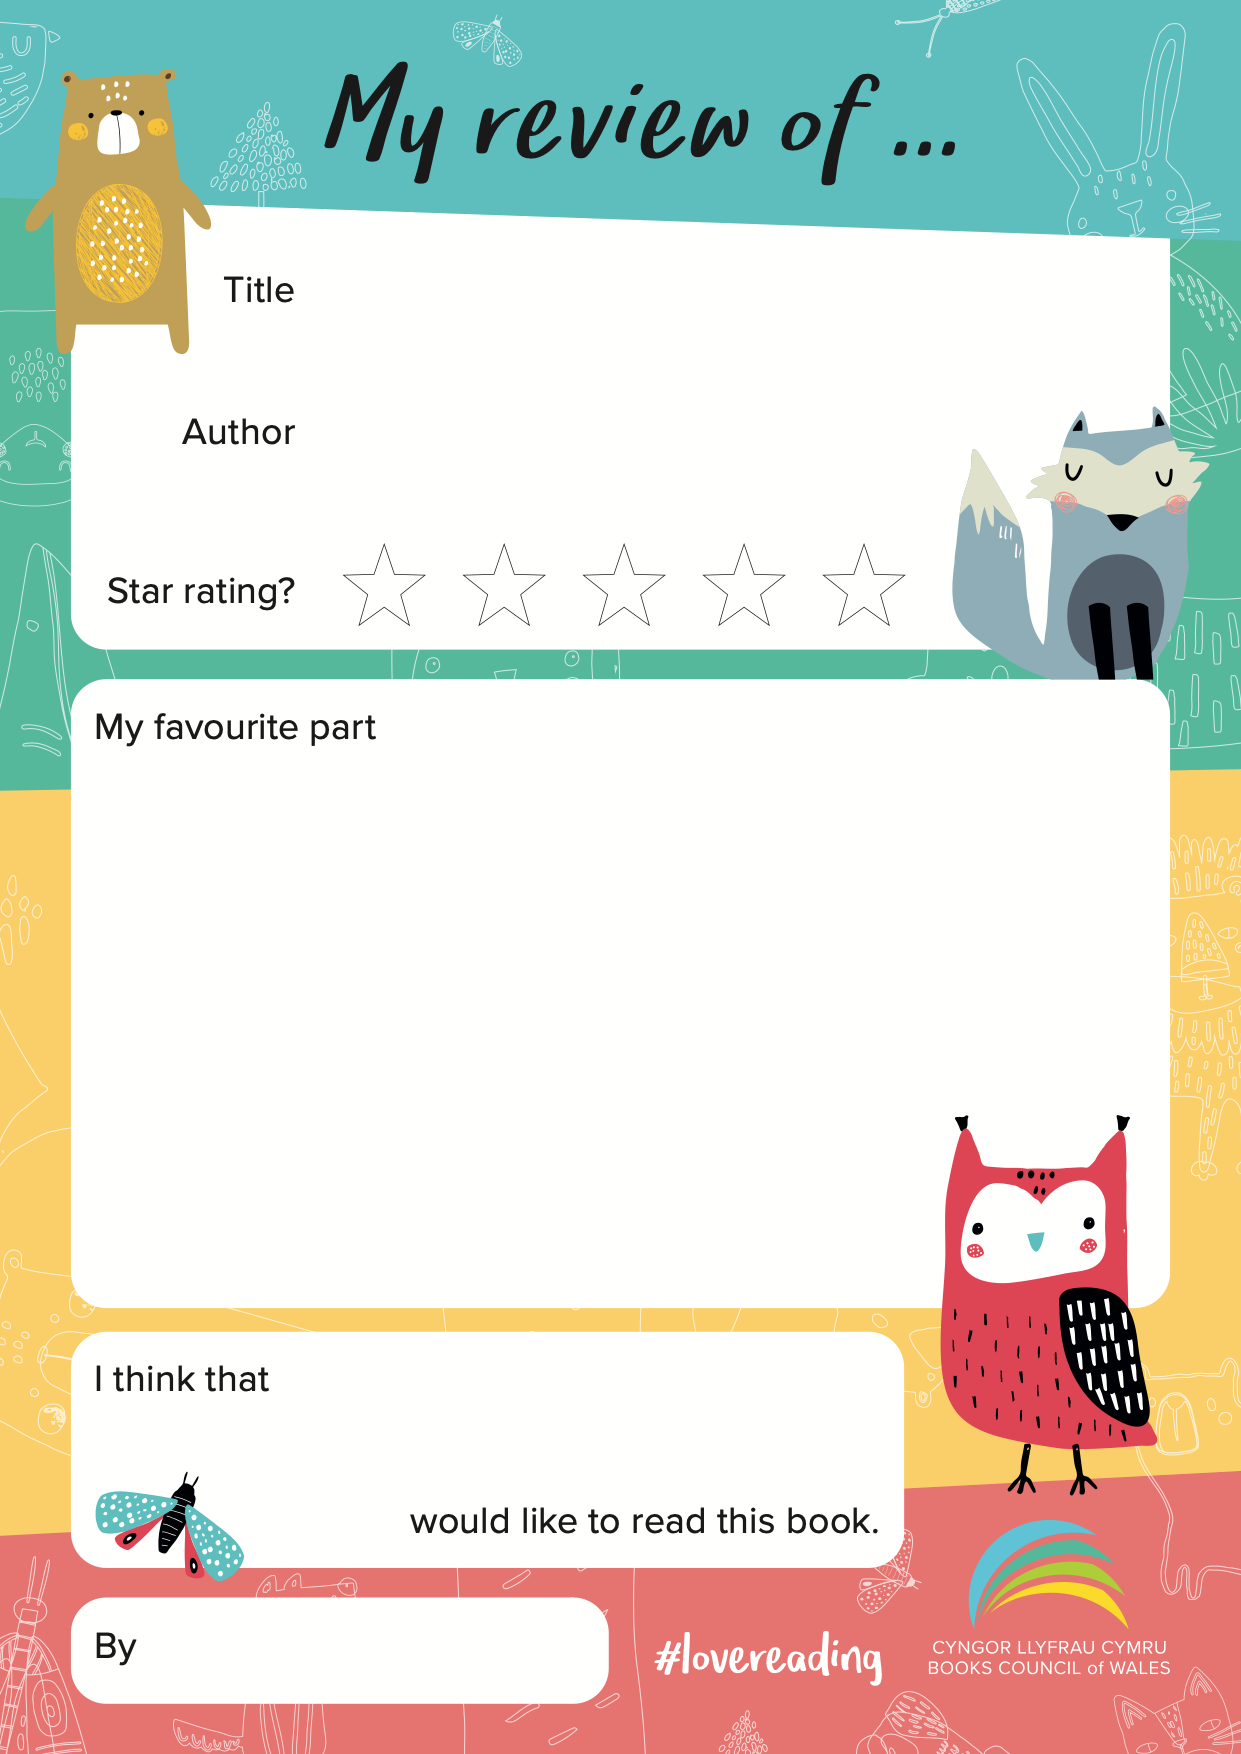 My review of ...
Title
Author
Star rating?
My favourite part
I think that
would like to read this book.
By
#lovereading
CYNGOR LLYFRAU CYMRU
BOOKS COUNCIL of WALES